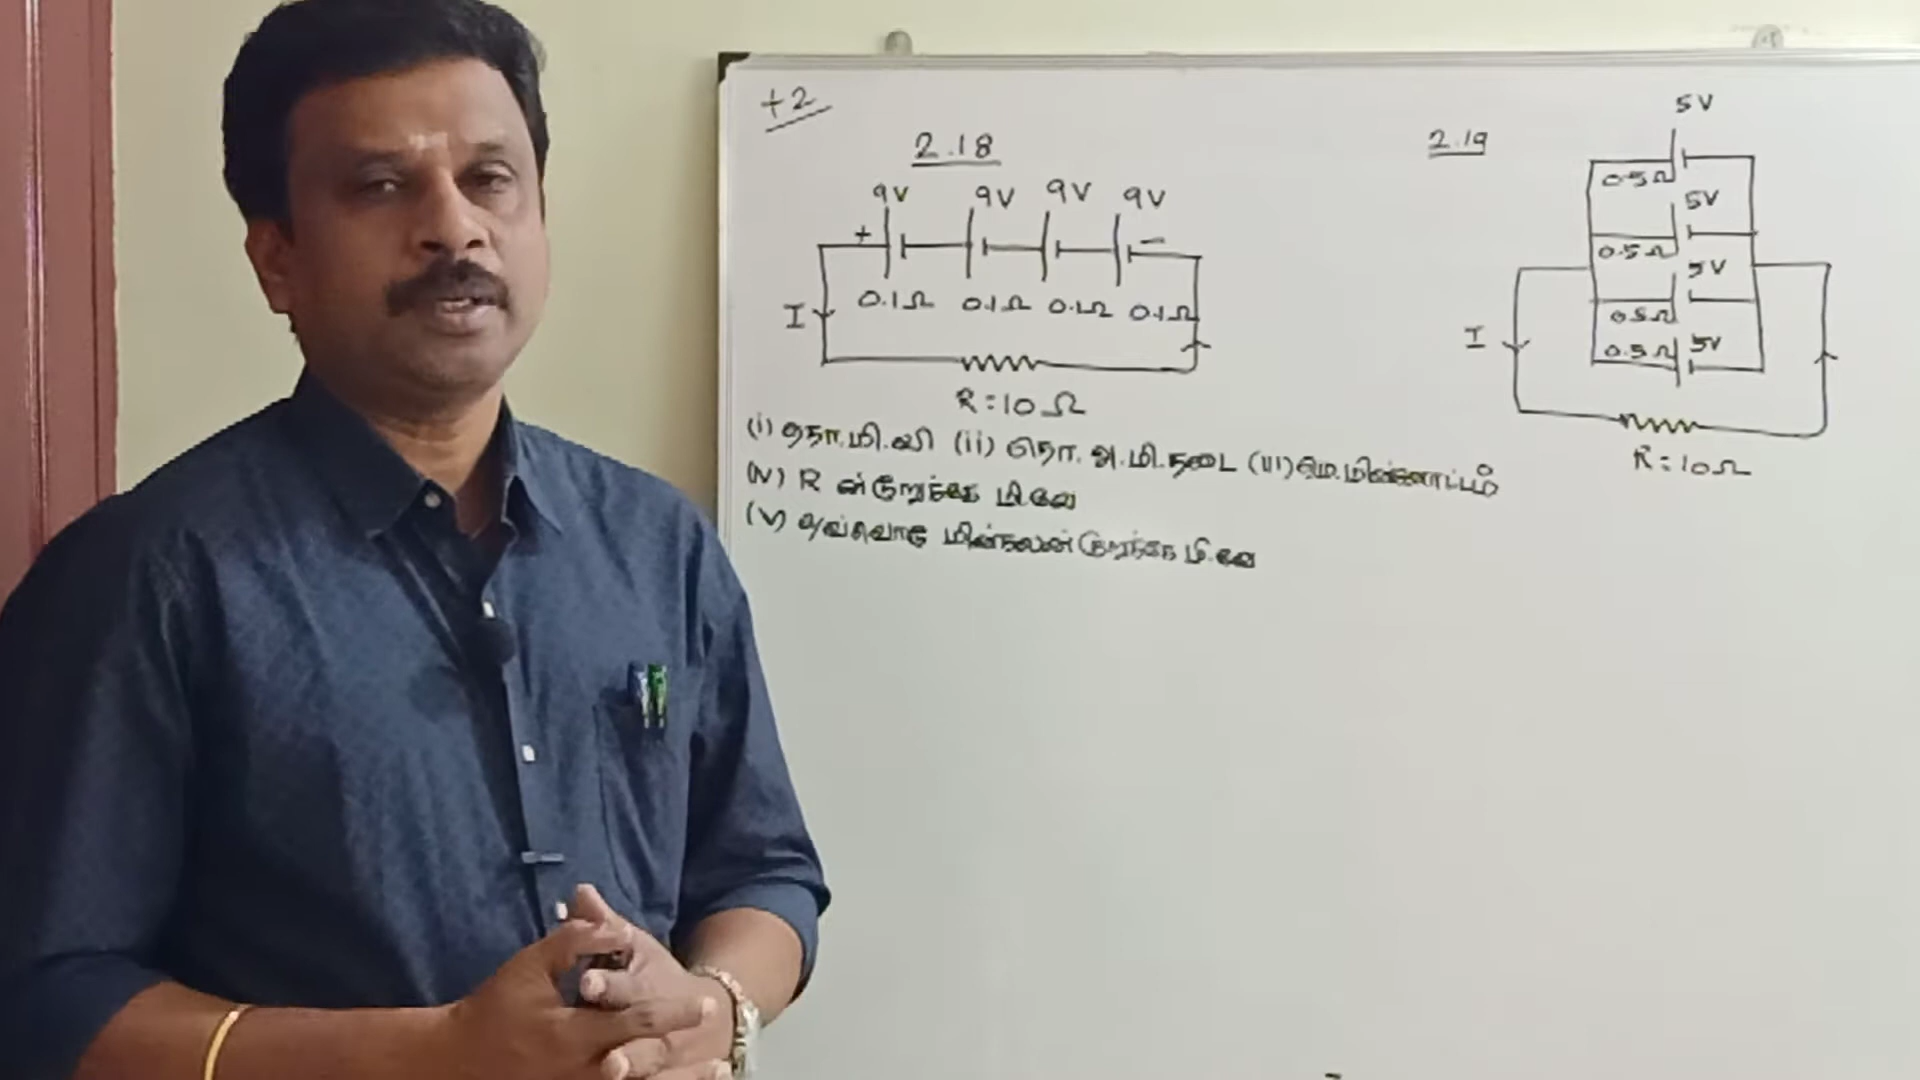 +2
2.18
9V 9V 9V 9V
+ −
0.1Ω 0.1Ω 0.1Ω 0.1Ω
I
R=10Ω
(i) தொ.மி.வி (ii) தொ.அ.மி.தடை (iii) மொ.மின்னோட்டம்
(iv) R ன் குறுக்கே மி.வே
(v) ஒவ்வொரு மின்கலன் குறுக்கே மி.வே
2.19
5V
0.5Ω
5V
0.5Ω
5V
0.5Ω
0.5Ω 5V
I
R=10Ω